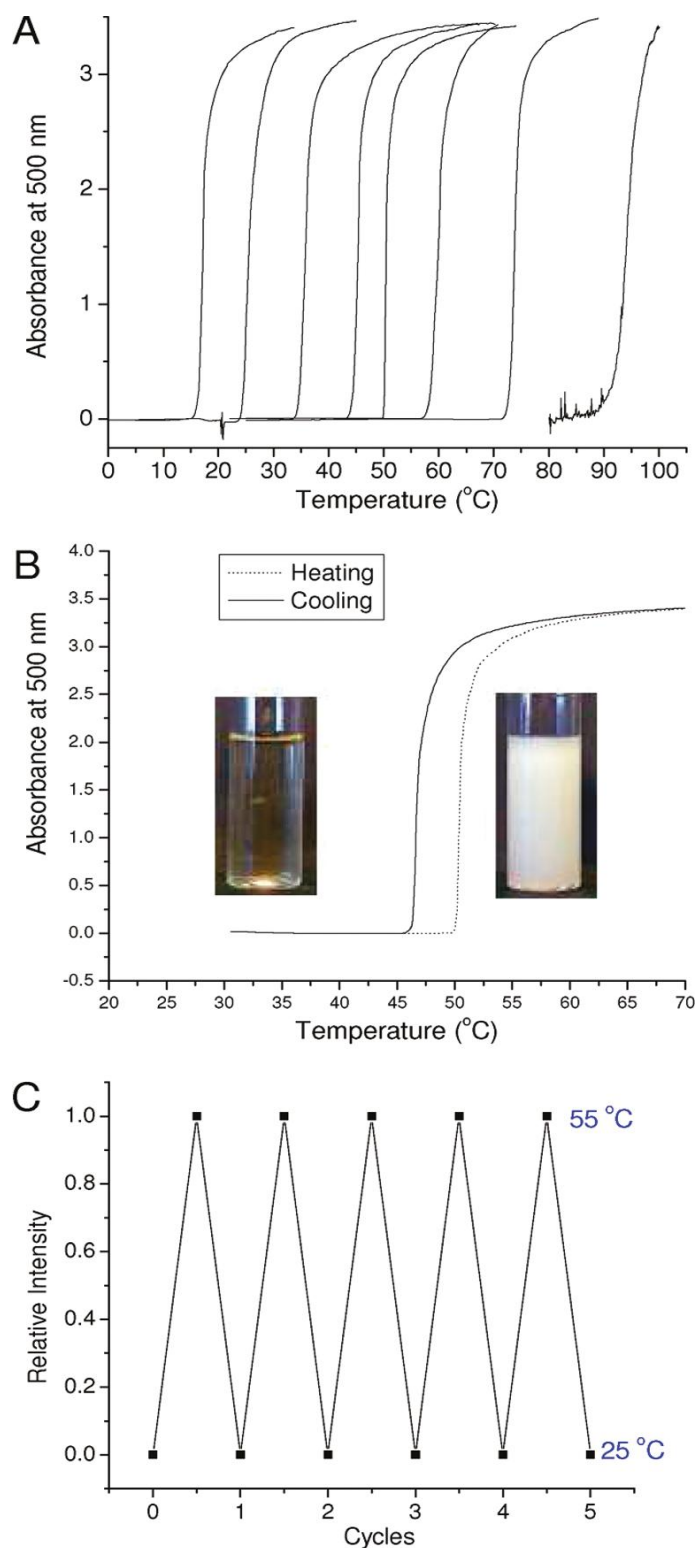 A
Absorbance at 500 nm
3
2
1
0
0 10 20 30 40 50 60 70 80 90 100
Temperature (°C)
B
Heating
Cooling
Absorbance at 500 nm
4.0
3.5
3.0
2.5
2.0
1.5
1.0
0.5
0.0
-0.5
20 25 30 35 40 45 50 55 60 65 70
Temperature (°C)
C
Relative Intensity
1.0
0.8
0.6
0.4
0.2
0.0
55 °C
25 °C
0 1 2 3 4 5
Cycles